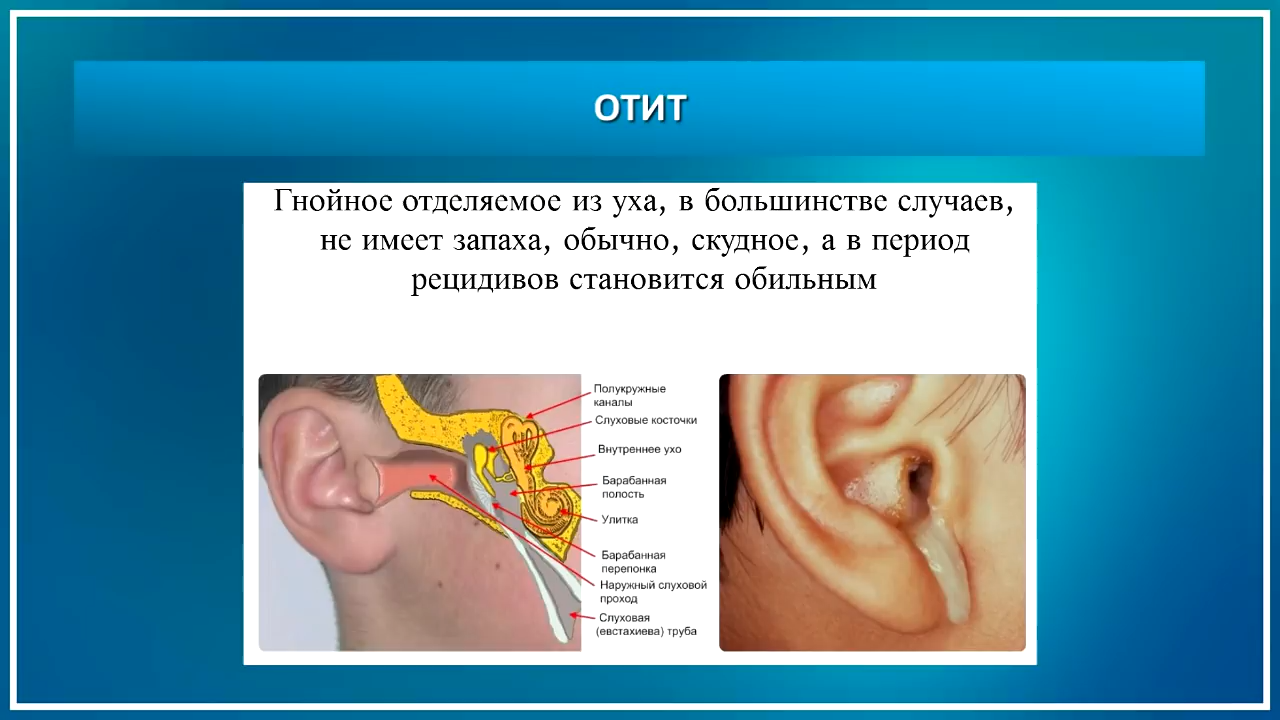 ОТИТ
Гнойное отделяемое из уха, в большинстве случаев,
не имеет запаха, обычно, скудное, а в период
рецидивов становится обильным
Полукружные
каналы
Слуховые косточки
Внутреннее ухо
Барабанная
полость
Улитка
Барабанная
перепонка
Наружный слуховой
проход
Слуховая
(евстахиева) труба